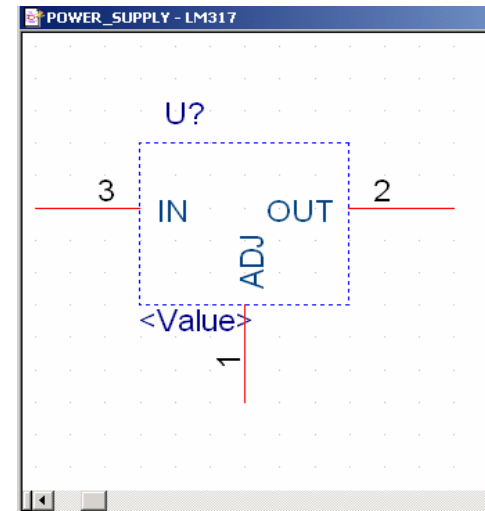 POWER_SUPPLY - LM317
U?
3
IN
OUT
2
ADJ
<Value>
1